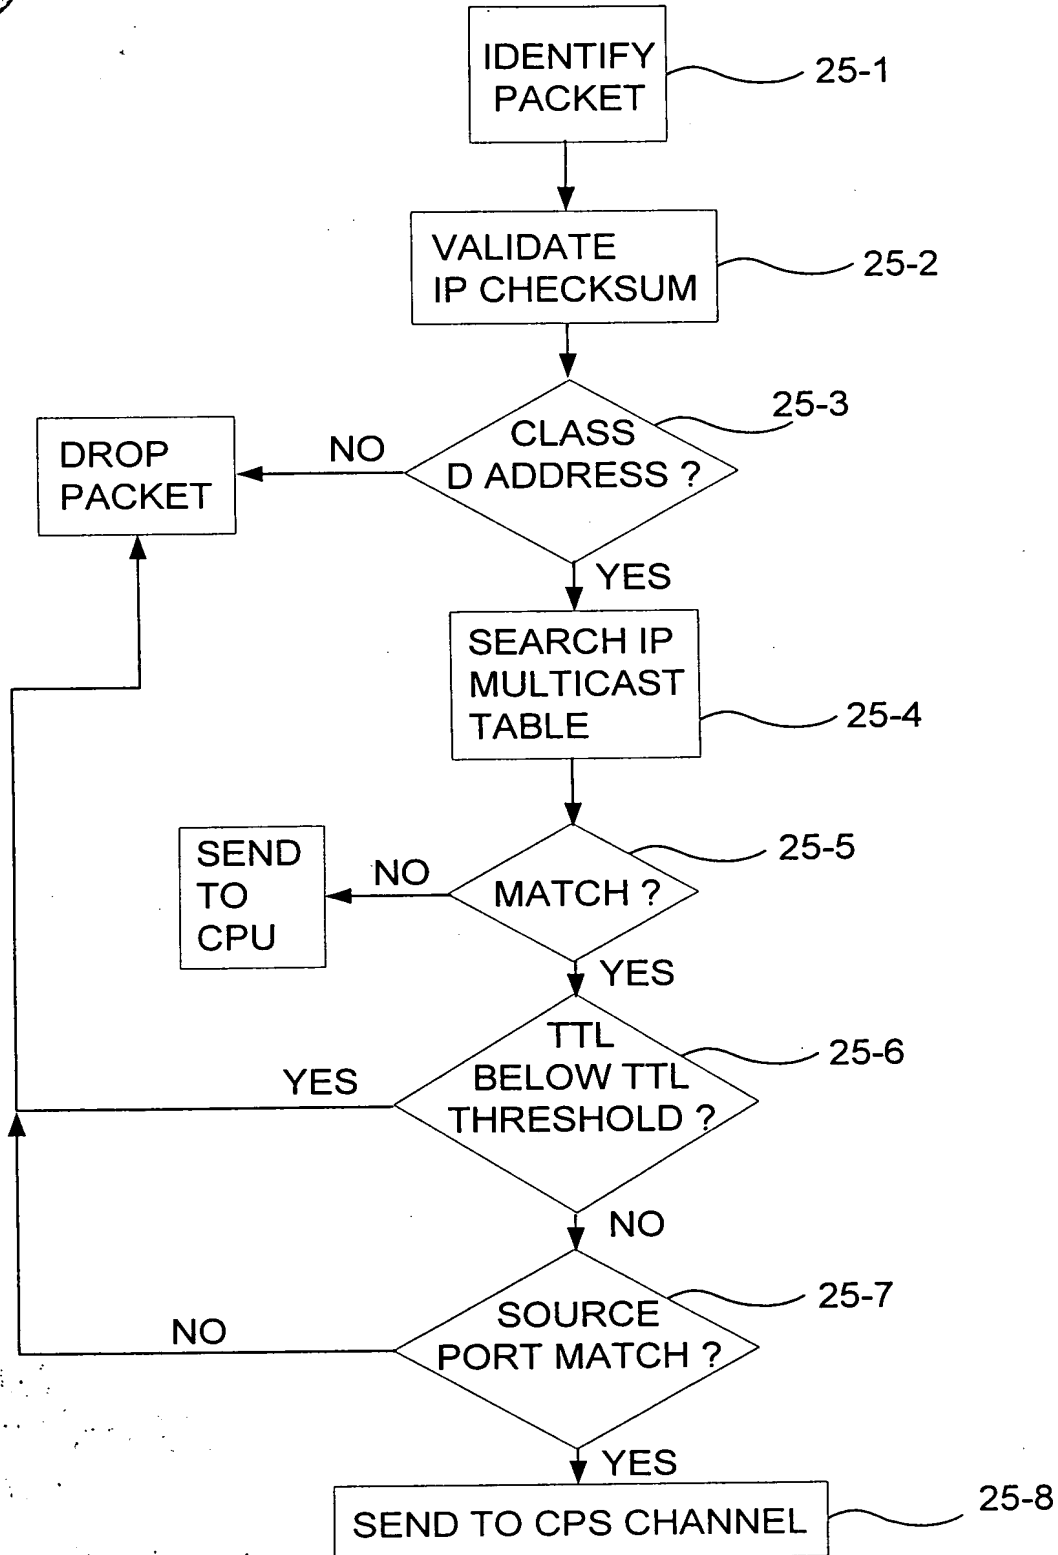 IDENTIFY
PACKET
25-1
VALIDATE
IP CHECKSUM
25-2
CLASS
D ADDRESS ?
25-3
NO
DROP
PACKET
YES
SEARCH IP
MULTICAST
TABLE
25-4
MATCH ?
25-5
NO
SEND
TO
CPU
YES
TTL
BELOW TTL
THRESHOLD ?
25-6
YES
NO
SOURCE
PORT MATCH ?
25-7
NO
YES
SEND TO CPS CHANNEL
25-8